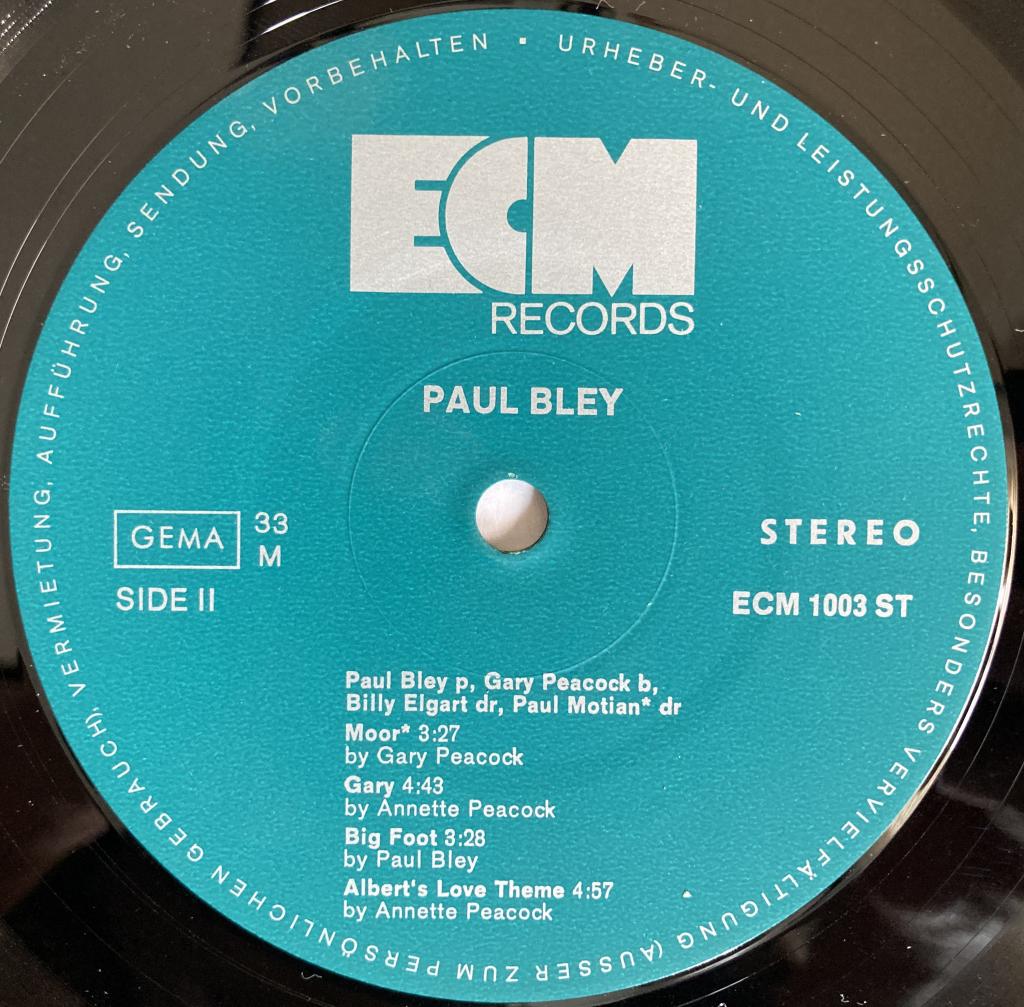 URHEBER- UND LEISTUNGSSCHUTZRECHTE, BESONDERS VERVIELFÄLTIGUNG (AUSSER ZUM PERSÖNLICHEN GEBRAUCH), VERMIETUNG, AUFFÜHRUNG, SENDUNG, VORBEHALTEN ▪
ECM
RECORDS
PAUL BLEY
GEMA
33
M
SIDE II
STEREO
ECM 1003 ST
Paul Bley p, Gary Peacock b,
Billy Elgart dr, Paul Motian* dr
Moor* 3:27
by Gary Peacock
Gary 4:43
by Annette Peacock
Big Foot 3:28
by Paul Bley
Albert's Love Theme 4:57
by Annette Peacock